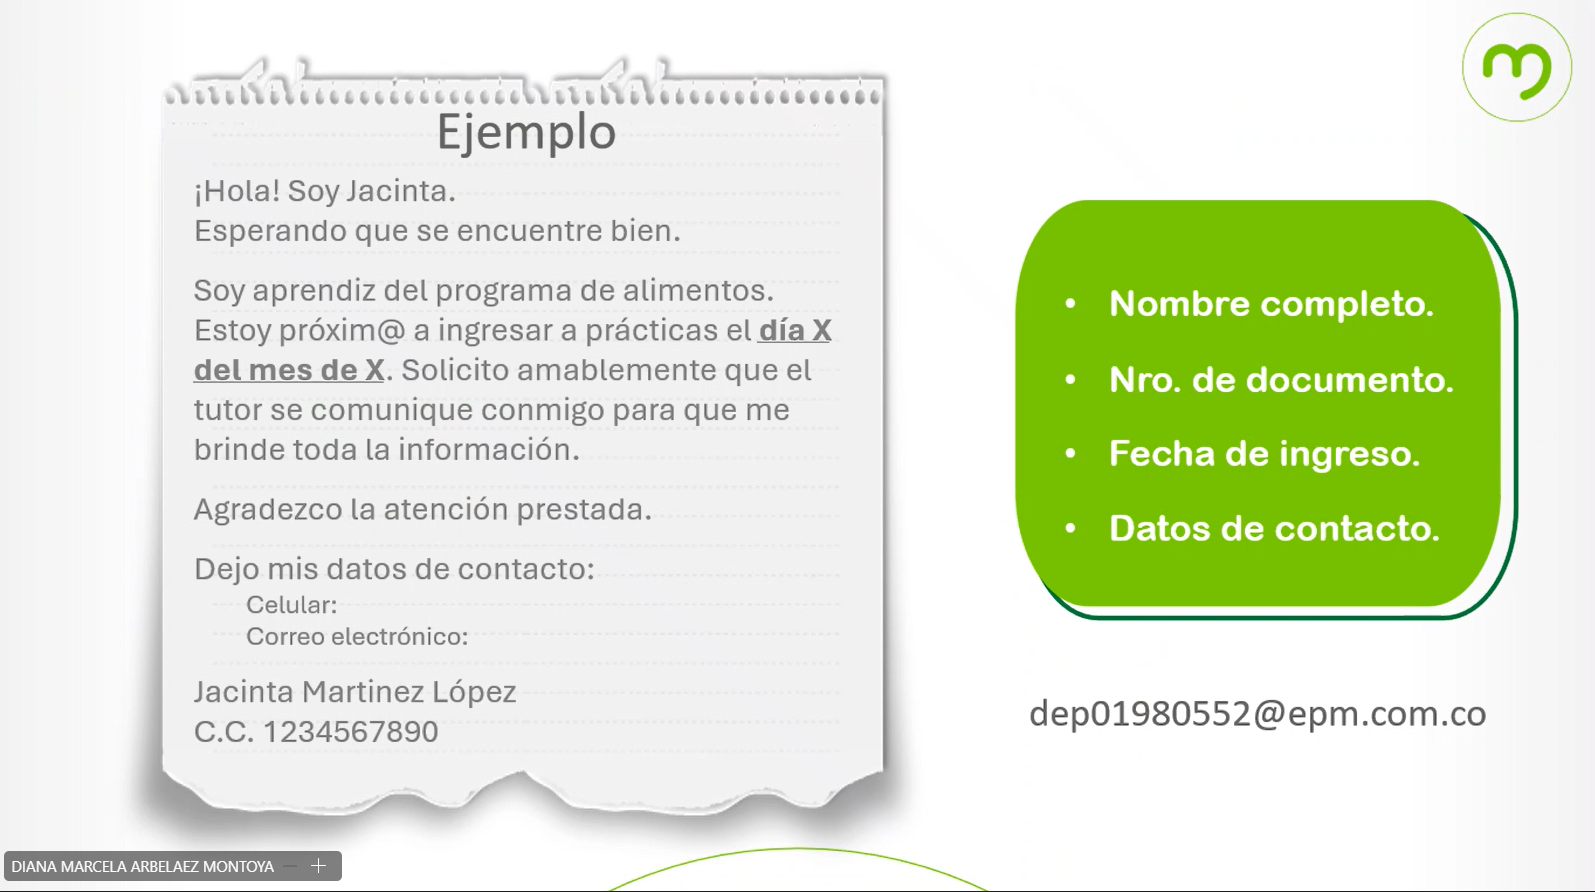 Ejemplo
¡Hola! Soy Jacinta.
Esperando que se encuentre bien.
Soy aprendiz del programa de alimentos.
Estoy próxim@ a ingresar a prácticas el día X
del mes de X. Solicito amablemente que el
tutor se comunique conmigo para que me
brinde toda la información.
Agradezco la atención prestada.
Dejo mis datos de contacto:
Celular:
Correo electrónico:
Jacinta Martinez López
C.C. 1234567890
• Nombre completo.
• Nro. de documento.
• Fecha de ingreso.
• Datos de contacto.
dep01980552@epm.com.co
DIANA MARCELA ARBELAEZ MONTOYA